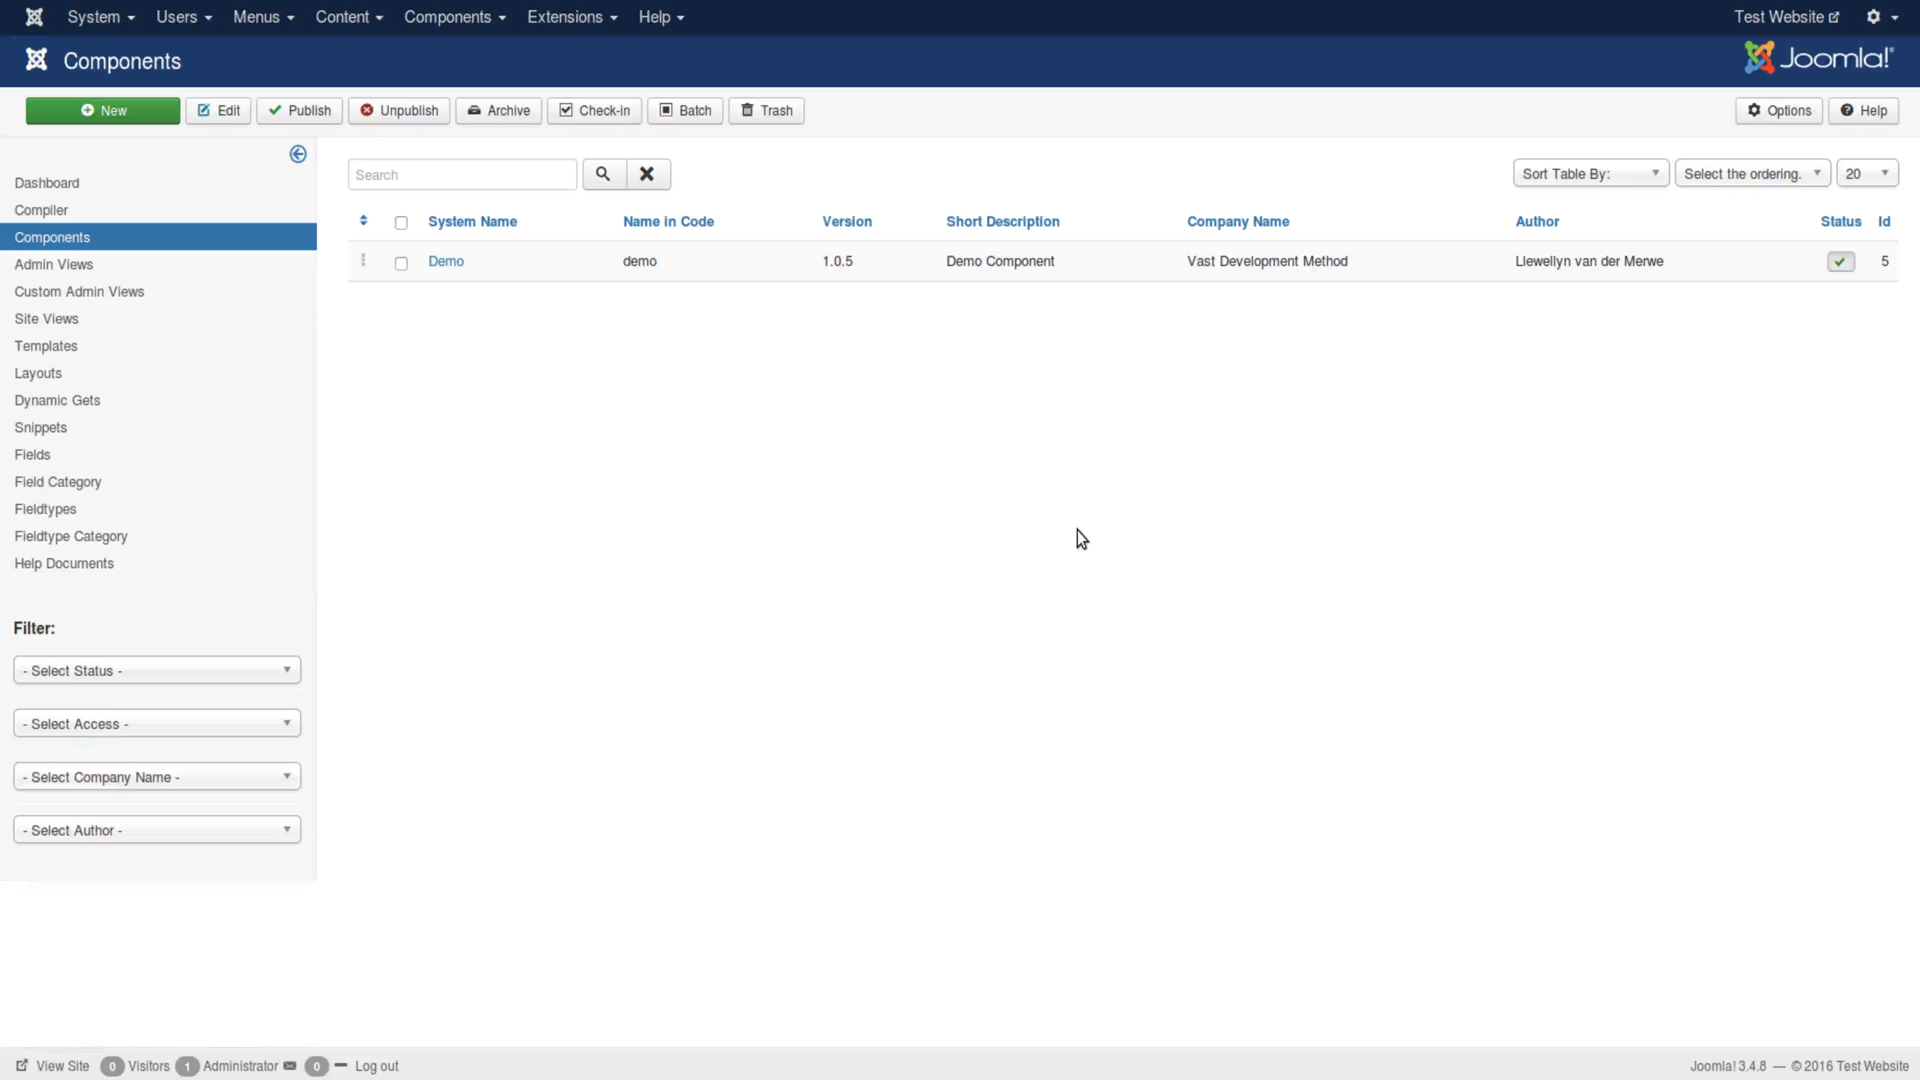 System Users Menus Content Components Extensions Help Test Website
Components Joomla!
New Edit Publish Unpublish Archive Check-in Batch Trash Options Help
Search Sort Table By: Select the ordering. 20
Dashboard
Compiler
Components
Admin Views
Custom Admin Views
Site Views
Templates
Layouts
Dynamic Gets
Snippets
Fields
Field Category
Fieldtypes
Fieldtype Category
Help Documents
System Name Name in Code Version Short Description Company Name Author Status Id
Demo demo 1.0.5 Demo Component Vast Development Method Llewellyn van der Merwe 5
Filter:
- Select Status -
- Select Access -
- Select Company Name -
- Select Author -
View Site 0 Visitors 1 Administrator 0 Log out Joomla! 3.4.8 — © 2016 Test Website